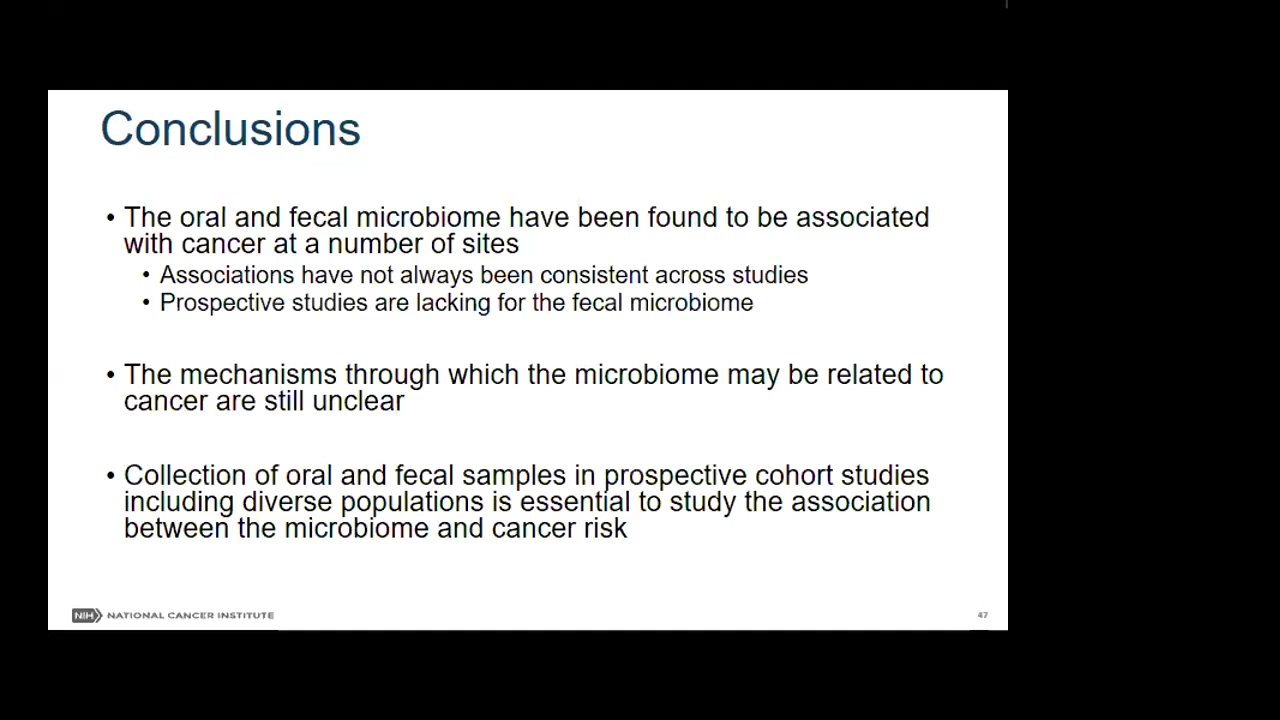 Conclusions
• The oral and fecal microbiome have been found to be associated
with cancer at a number of sites
• Associations have not always been consistent across studies
• Prospective studies are lacking for the fecal microbiome
• The mechanisms through which the microbiome may be related to
cancer are still unclear
• Collection of oral and fecal samples in prospective cohort studies
including diverse populations is essential to study the association
between the microbiome and cancer risk
NIH NATIONAL CANCER INSTITUTE
47